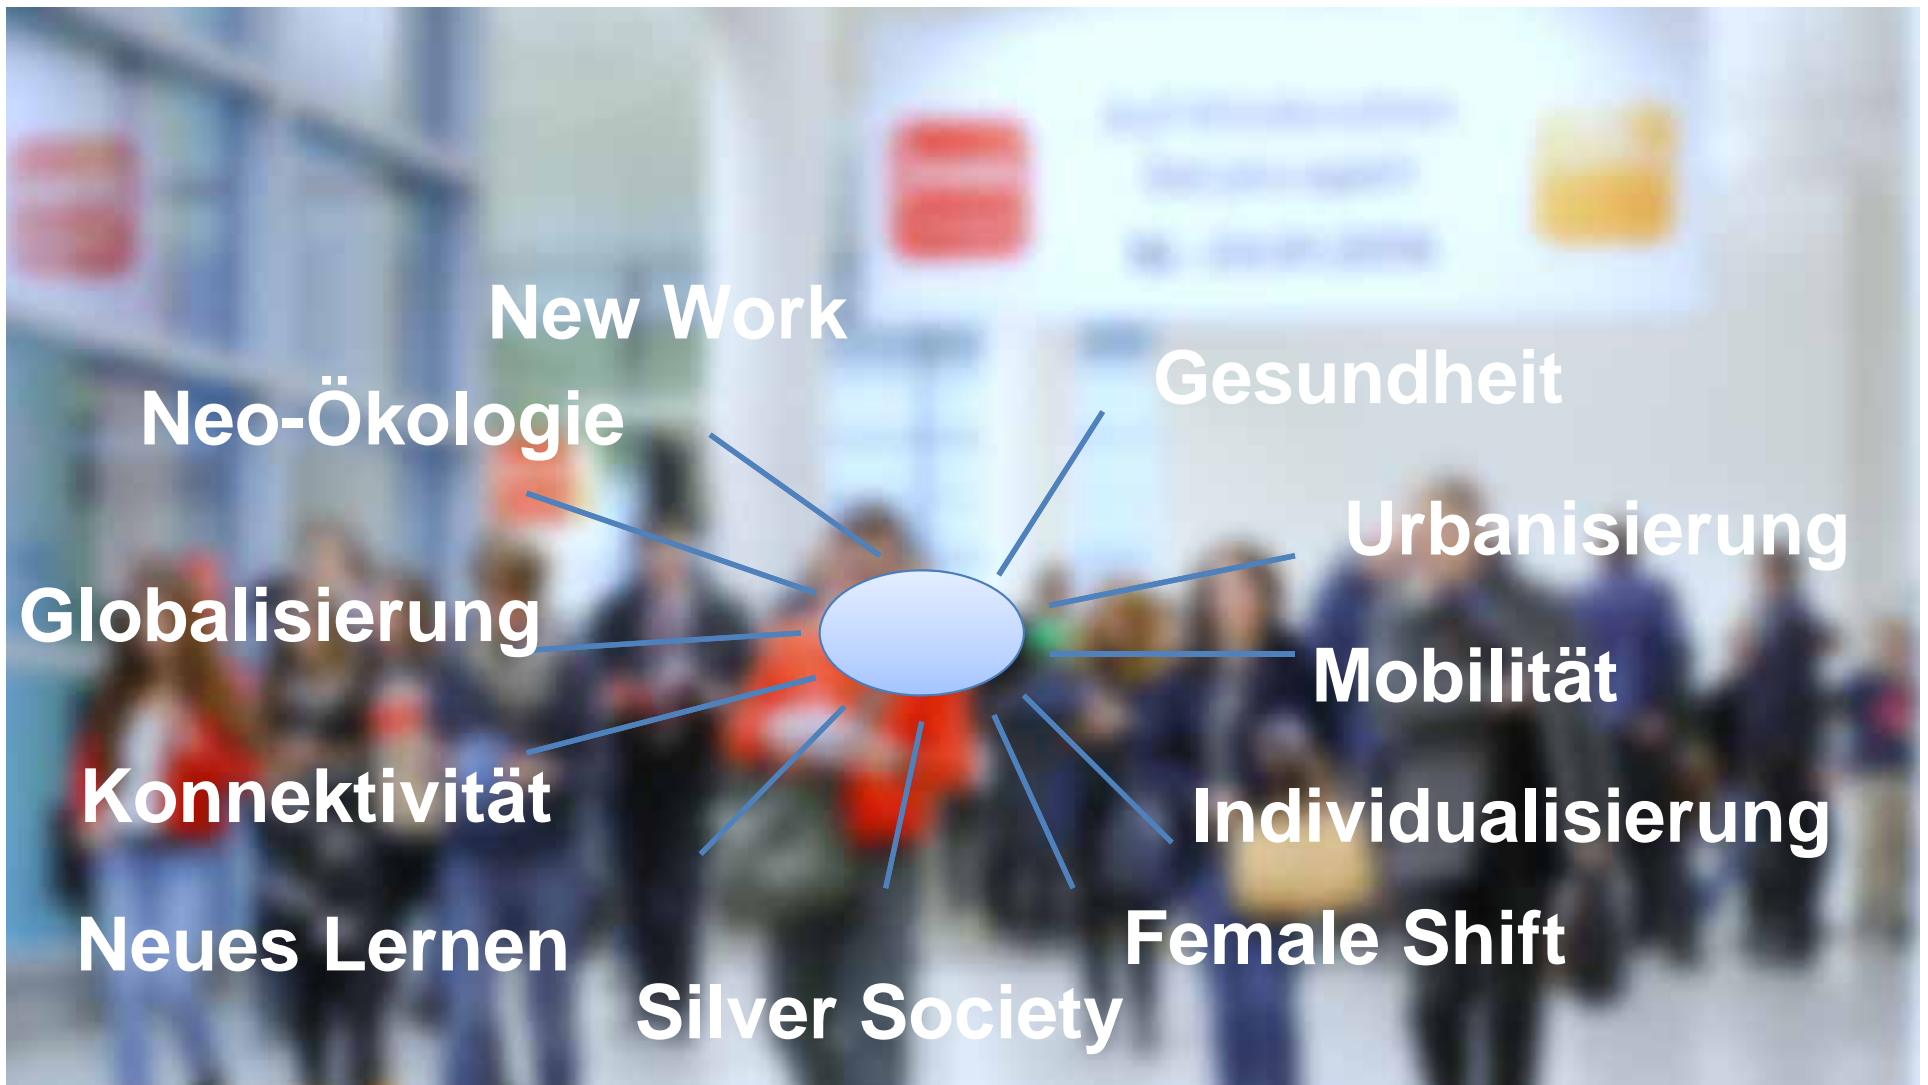 New Work
Gesundheit
Neo-Ökologie
Urbanisierung
Globalisierung
Mobilität
Konnektivität
Individualisierung
Neues Lernen
Female Shift
Silver Society